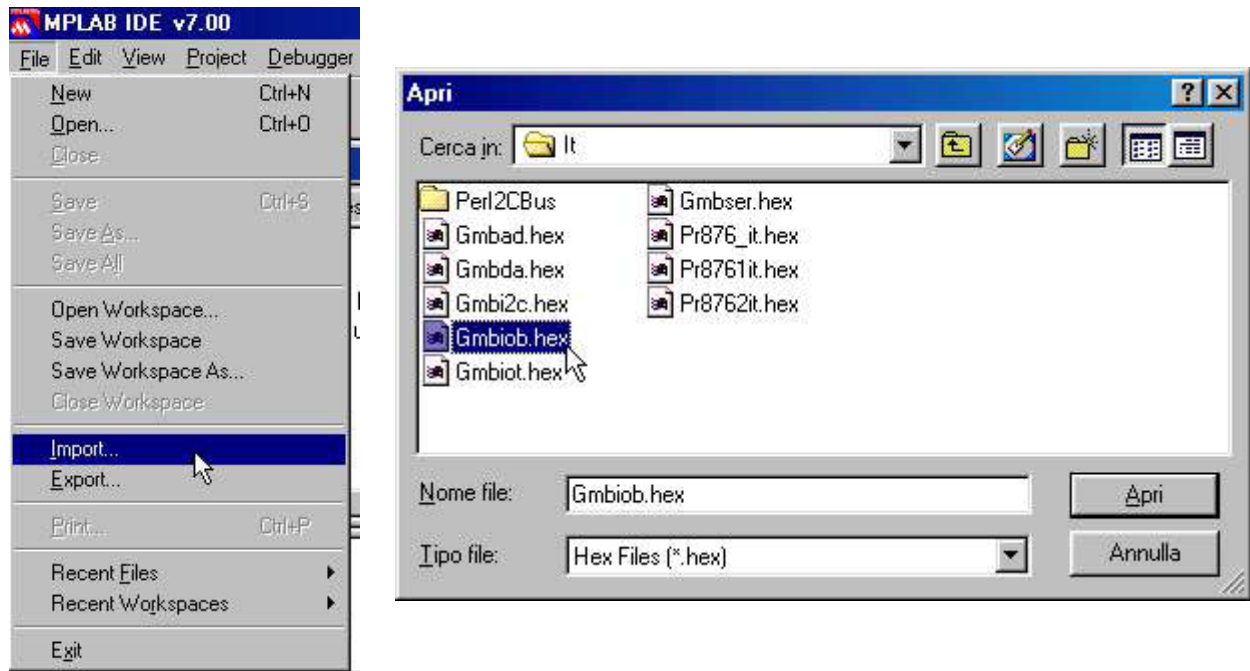 MPLAB IDE v7.00
File Edit View Project Debugger
New Ctrl+N
Open... Ctrl+O
Close
Save Ctrl+S
Save As...
Save All
Open Workspace...
Save Workspace
Save Workspace As...
Close Workspace
Import...
Export...
Print... Ctrl+P
Recent Files
Recent Workspaces
Exit
Apri
Cerca in: It
Perl2CBus
Gmbad.hex
Gmbda.hex
Gmbi2c.hex
Gmbiob.hex
Gmbiot.hex
Gmbser.hex
Pr876_it.hex
Pr8761it.hex
Pr8762it.hex
Nome file: Gmbiob.hex Apri
Tipo file: Hex Files (*.hex) Annulla